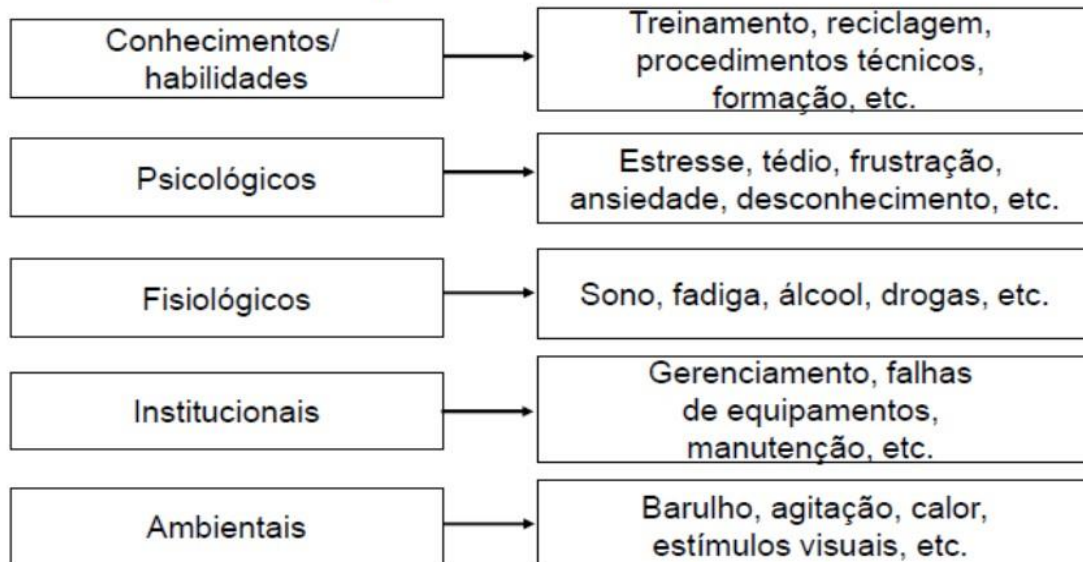 Conhecimentos/
habilidades
Treinamento, reciclagem,
procedimentos técnicos,
formação, etc.
Psicológicos
Estresse, tédio, frustração,
ansiedade, desconhecimento, etc.
Fisiológicos
Sono, fadiga, álcool, drogas, etc.
Institucionais
Gerenciamento, falhas
de equipamentos,
manutenção, etc.
Ambientais
Barulho, agitação, calor,
estímulos visuais, etc.